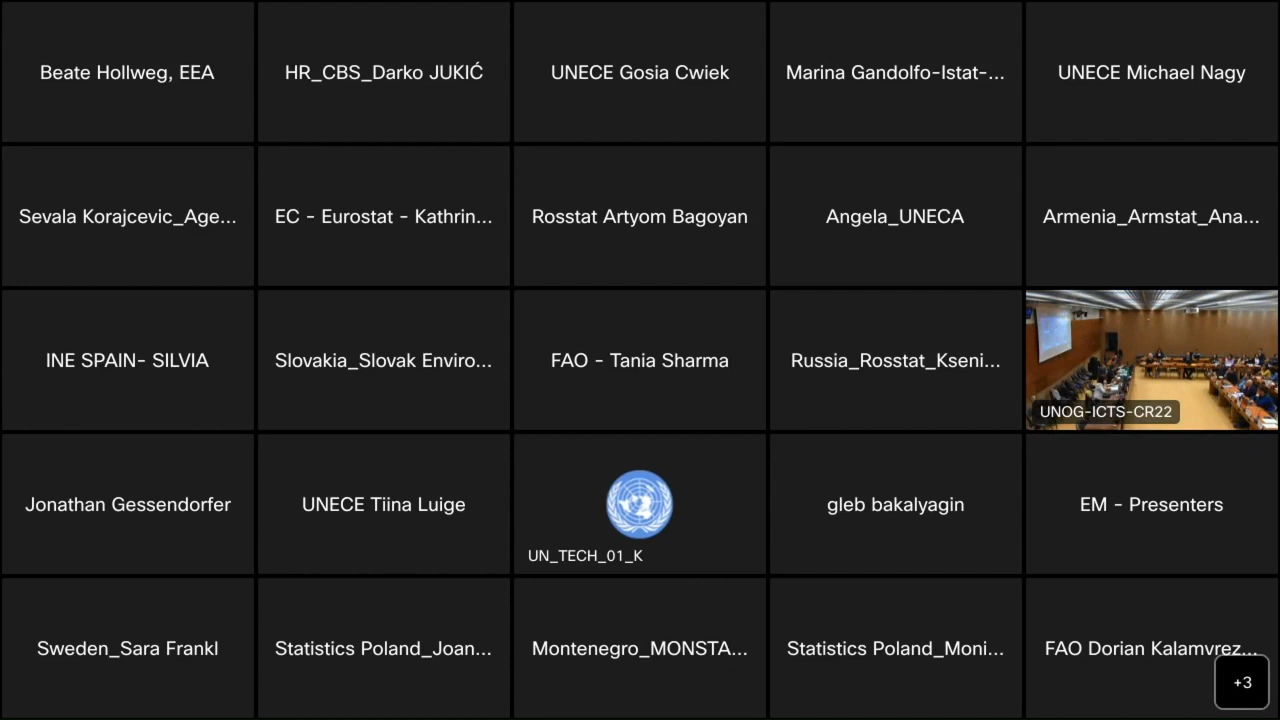 Beate Hollweg, EEA
HR_CBS_Darko JUKIĆ
UNECE Gosia Cwiek
Marina Gandolfo-Istat-...
UNECE Michael Nagy
Sevala Korajcevic_Age...
EC - Eurostat - Kathrin...
Rosstat Artyom Bagoyan
Angela_UNECA
Armenia_Armstat_Ana...
INE SPAIN- SILVIA
Slovakia_Slovak Enviro...
FAO - Tania Sharma
Russia_Rosstat_Kseni...
UNOG-ICTS-CR22
Jonathan Gessendorfer
UNECE Tiina Luige
UN_TECH_01_K
gleb bakalyagin
EM - Presenters
Sweden_Sara Frankl
Statistics Poland_Joan...
Montenegro_MONSTA...
Statistics Poland_Moni...
FAO Dorian Kalamvrez...
+3